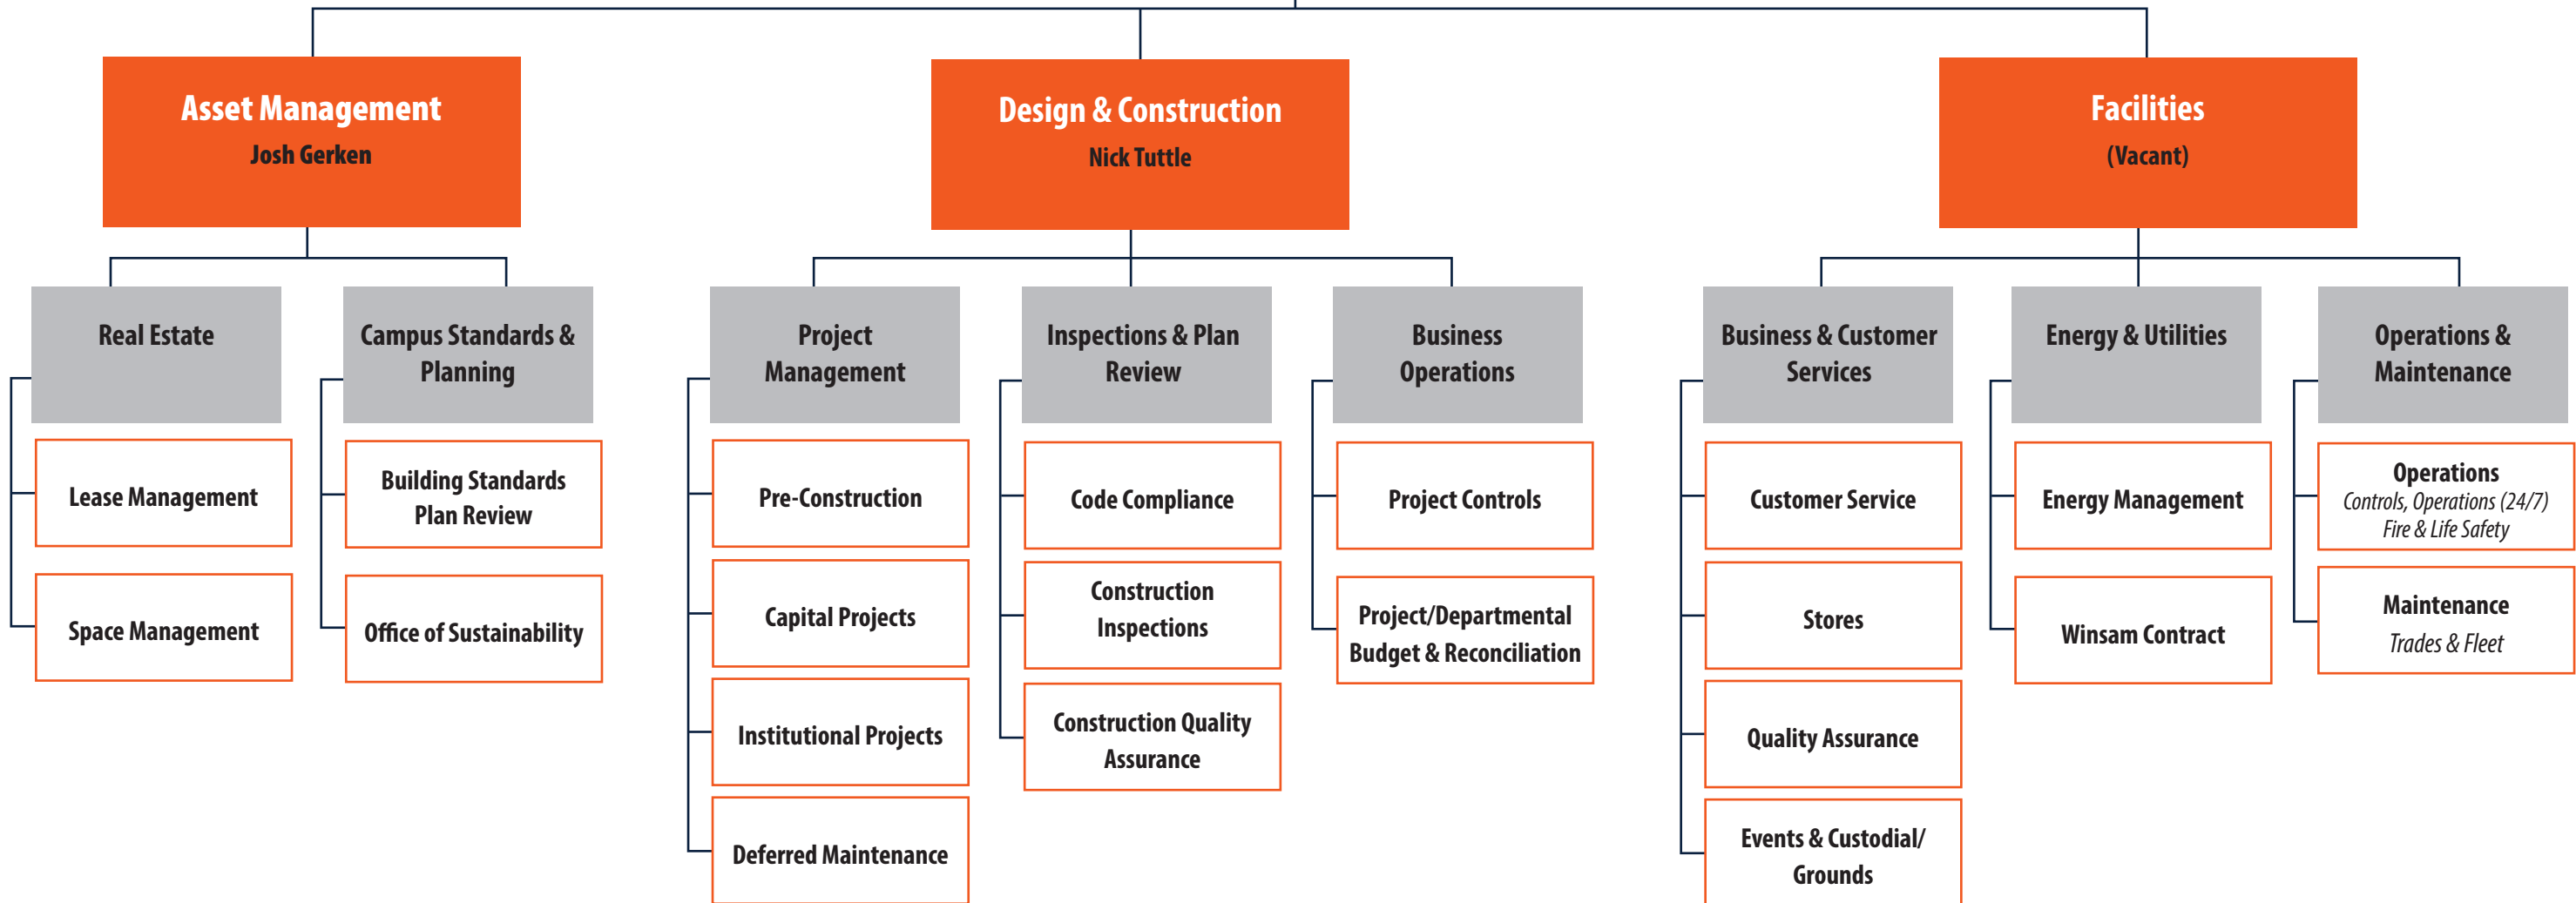 Asset Management
Josh Gerken
Design & Construction
Nick Tuttle
Facilities
(Vacant)
Real Estate
Lease Management
Space Management
Campus Standards &
Planning
Building Standards
Plan Review
Office of Sustainability
Project
Management
Pre-Construction
Capital Projects
Institutional Projects
Deferred Maintenance
Inspections & Plan
Review
Code Compliance
Construction
Inspections
Construction Quality
Assurance
Business
Operations
Project Controls
Project/Departmental
Budget & Reconciliation
Business & Customer
Services
Customer Service
Stores
Quality Assurance
Events & Custodial/
Grounds
Energy & Utilities
Energy Management
Winsam Contract
Operations &
Maintenance
Operations
Controls, Operations (24/7)
Fire & Life Safety
Maintenance
Trades & Fleet